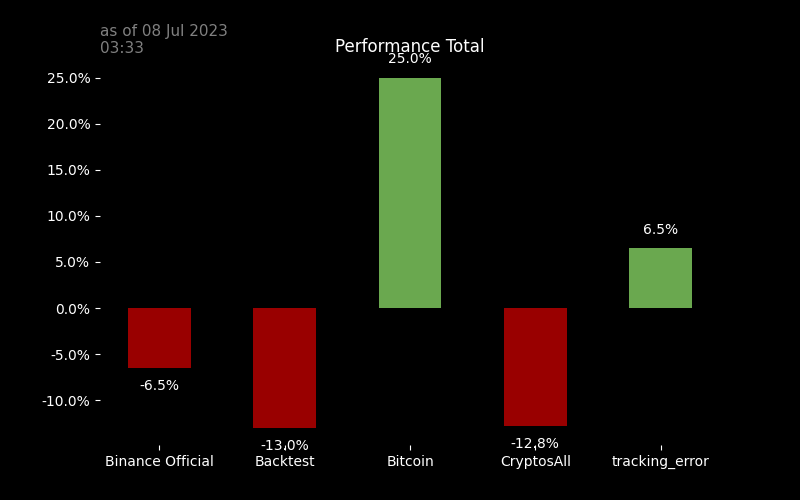 as of 08 Jul 2023
03:33
Performance Total
25.0%
25.0%
20.0%
15.0%
10.0%
6.5%
5.0%
0.0%
-5.0%
-6.5%
-10.0%
-13.0%
-12.8%
Binance Official
Backtest
Bitcoin
CryptosAll
tracking_error